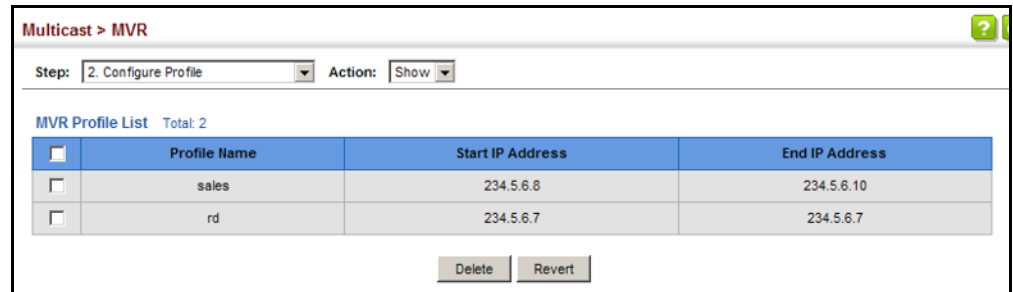 Multicast > MVR
?
Step: 2. Configure Profile Action: Show
MVR Profile List Total: 2
Profile Name Start IP Address End IP Address
sales 234.5.6.8 234.5.6.10
rd 234.5.6.7 234.5.6.7
Delete Revert